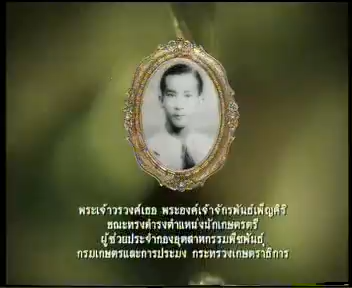 พระเจ้าวรวงศ์เธอ พระองค์เจ้าจักรพันธ์เพ็ญศิริ
ขณะทรงดำรงตำแหน่งนักเกษตรตรี
ผู้ช่วยประจำกองอุตสาหกรรมพืชพันธุ์
กรมเกษตรและการประมง กระทรวงเกษตราธิการ